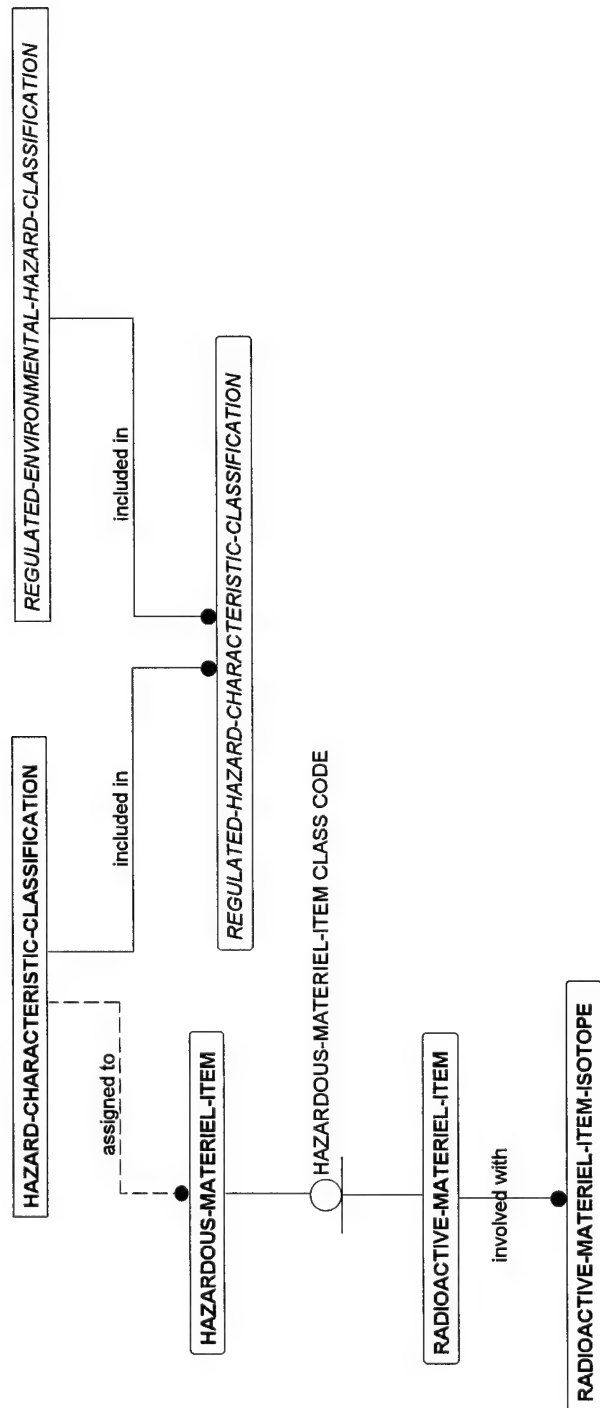 HAZARD-CHARACTERISTIC-CLASSIFICATION
REGULATED-ENVIRONMENTAL-HAZARD-CLASSIFICATION
assigned to
included in
included in
HAZARDOUS-MATERIEL-ITEM
REGULATED-HAZARD-CHARACTERISTIC-CLASSIFICATION
HAZARDOUS-MATERIEL-ITEM CLASS CODE
RADIOACTIVE-MATERIEL-ITEM
involved with
RADIOACTIVE-MATERIEL-ITEM-ISOTOPE